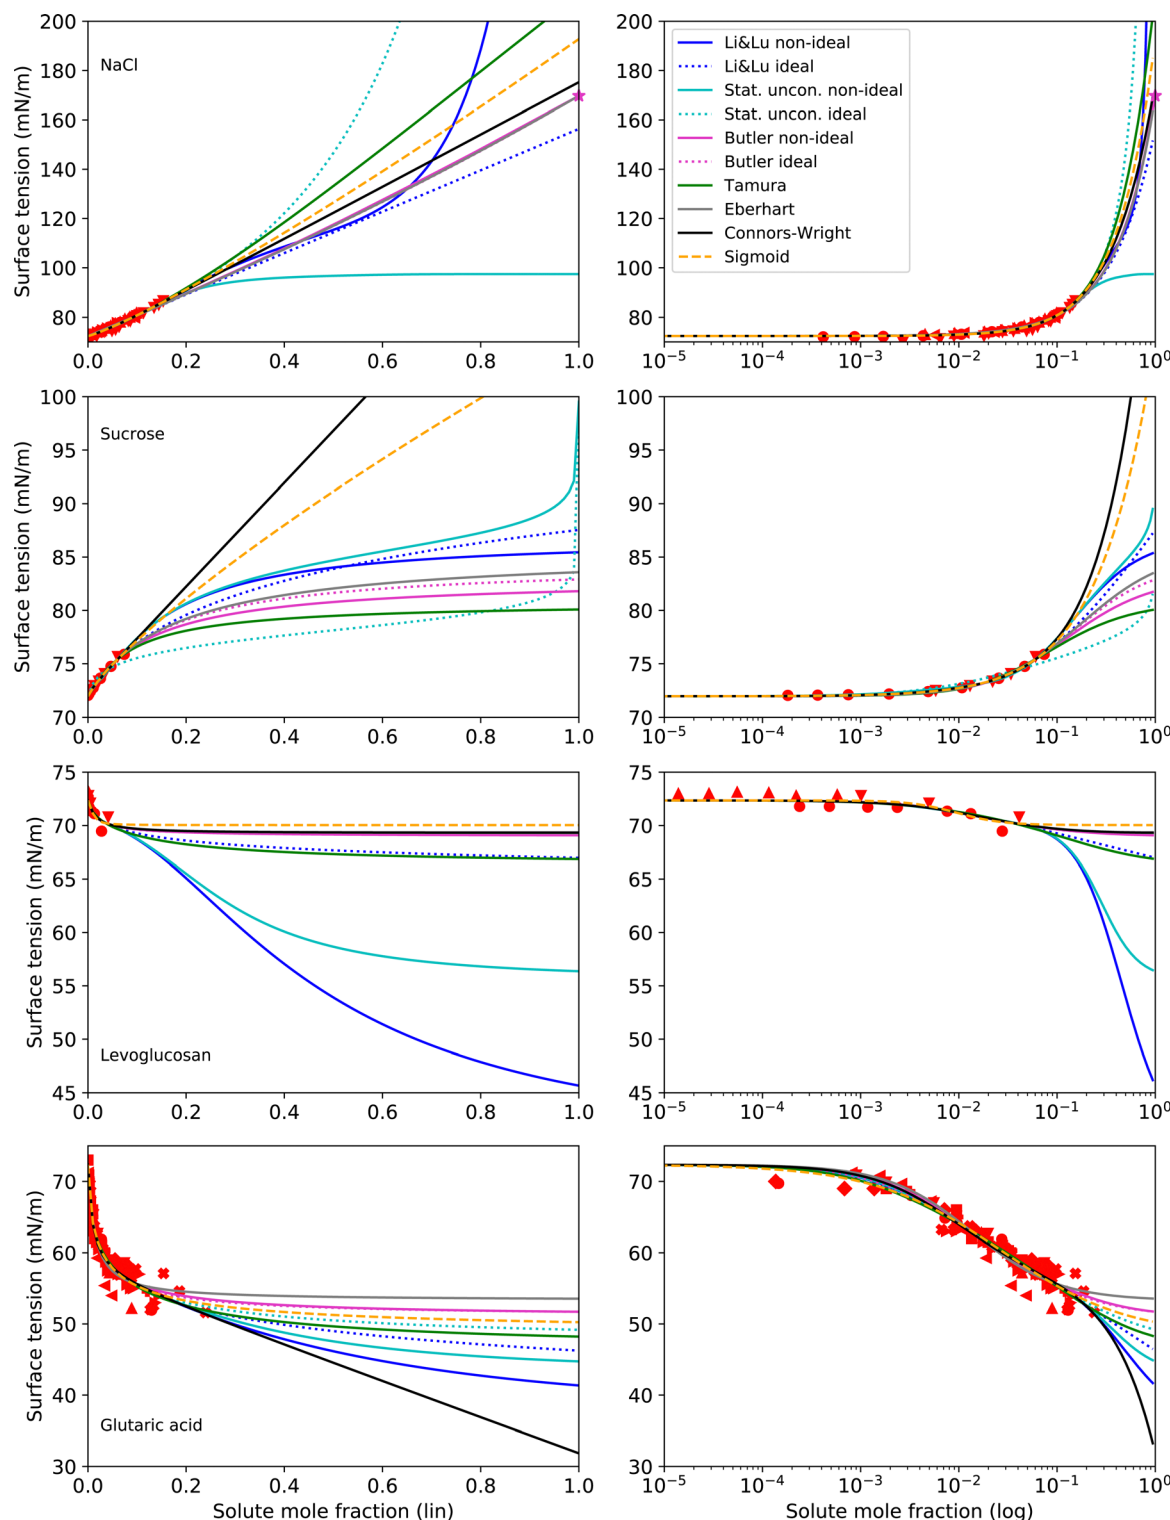 200
180
160
140
120
100
80
Surface tension (mN/m)
NaCl
0.0 0.2 0.4 0.6 0.8 1.0
200
180
160
140
120
100
80
Li&Lu non-ideal
Li&Lu ideal
Stat. uncon. non-ideal
Stat. uncon. ideal
Butler non-ideal
Butler ideal
Tamura
Eberhart
Connors-Wright
Sigmoid
10⁻⁵ 10⁻⁴ 10⁻³ 10⁻² 10⁻¹ 10⁰
100
95
90
85
80
75
70
Surface tension (mN/m)
Sucrose
0.0 0.2 0.4 0.6 0.8 1.0
100
95
90
85
80
75
70
10⁻⁵ 10⁻⁴ 10⁻³ 10⁻² 10⁻¹ 10⁰
75
70
65
60
55
50
45
Surface tension (mN/m)
Levoglucosan
0.0 0.2 0.4 0.6 0.8 1.0
75
70
65
60
55
50
45
10⁻⁵ 10⁻⁴ 10⁻³ 10⁻² 10⁻¹ 10⁰
70
60
50
40
30
Surface tension (mN/m)
Glutaric acid
0.0 0.2 0.4 0.6 0.8 1.0
Solute mole fraction (lin)
70
60
50
40
30
10⁻⁵ 10⁻⁴ 10⁻³ 10⁻² 10⁻¹ 10⁰
Solute mole fraction (log)